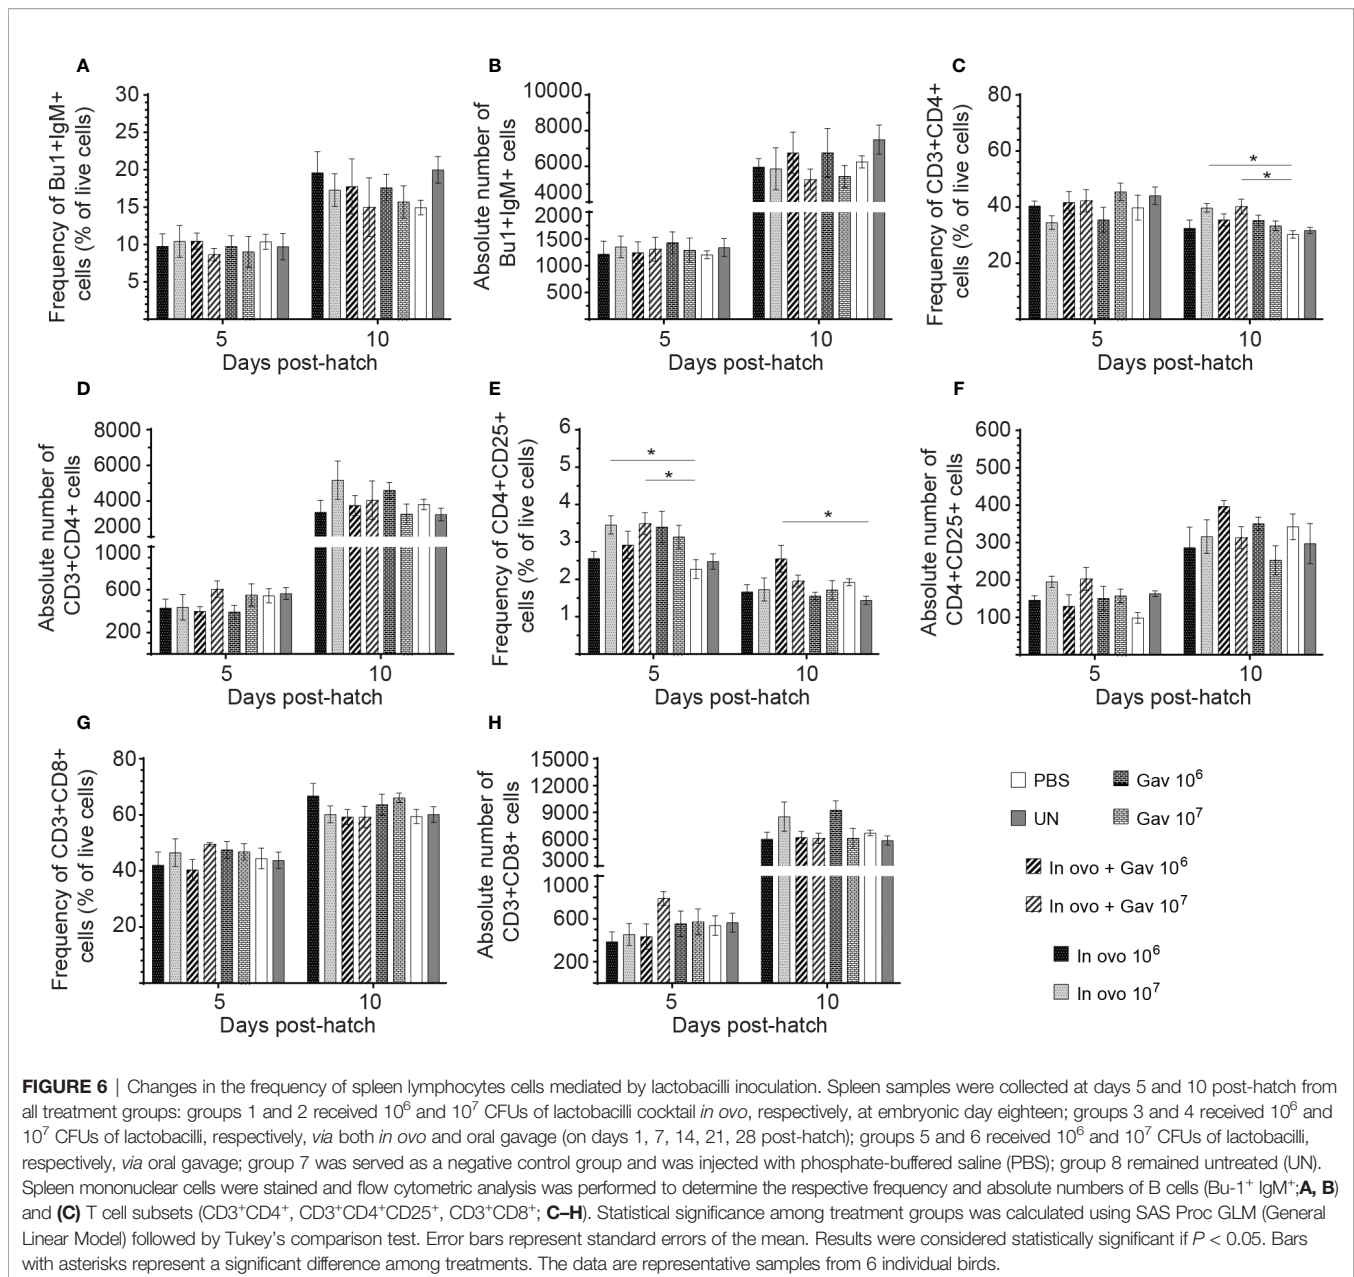 A
Frequency of Bu1+IgM+
cells (% of live cells)
30
25
20
15
10
5
5
10
Days post-hatch
B
Absolute number of
Bu1+IgM+ cells
10000
8000
6000
4000
2000
1500
1000
500
5
10
Days post-hatch
C
Frequency of CD3+CD4+
cells (% of live cells)
80
60
40
20
*
*
5
10
Days post-hatch
D
Absolute number of
CD3+CD4+ cells
8000
6000
4000
2000
1000
600
200
5
10
Days post-hatch
E
Frequency of CD4+CD25+
cells (% of live cells)
6
5
4
3
2
1
*
*
*
5
10
Days post-hatch
F
Absolute number of
CD4+CD25+ cells
600
500
400
300
200
100
5
10
Days post-hatch
G
Frequency of CD3+CD8+
cells (% of live cells)
80
60
40
20
5
10
Days post-hatch
H
Absolute number of
CD3+CD8+ cells
15000
12000
9000
6000
3000
1000
600
200
5
10
Days post-hatch
PBS
Gav 10⁶
UN
Gav 10⁷
In ovo + Gav 10⁶
In ovo + Gav 10⁷
In ovo 10⁶
In ovo 10⁷
FIGURE 6 | Changes in the frequency of spleen lymphocytes cells mediated by lactobacilli inoculation. Spleen samples were collected at days 5 and 10 post-hatch from
all treatment groups: groups 1 and 2 received 10⁶ and 10⁷ CFUs of lactobacilli cocktail in ovo, respectively, at embryonic day eighteen; groups 3 and 4 received 10⁶ and
10⁷ CFUs of lactobacilli, respectively, via both in ovo and oral gavage (on days 1, 7, 14, 21, 28 post-hatch); groups 5 and 6 received 10⁶ and 10⁷ CFUs of lactobacilli,
respectively, via oral gavage; group 7 was served as a negative control group and was injected with phosphate-buffered saline (PBS); group 8 remained untreated (UN).
Spleen mononuclear cells were stained and flow cytometric analysis was performed to determine the respective frequency and absolute numbers of B cells (Bu-1⁺ IgM⁺;A, B)
and (C) T cell subsets (CD3⁺CD4⁺, CD3⁺CD4⁺CD25⁺, CD3⁺CD8⁺; C–H). Statistical significance among treatment groups was calculated using SAS Proc GLM (General
Linear Model) followed by Tukey’s comparison test. Error bars represent standard errors of the mean. Results were considered statistically significant if P < 0.05. Bars
with asterisks represent a significant difference among treatments. The data are representative samples from 6 individual birds.